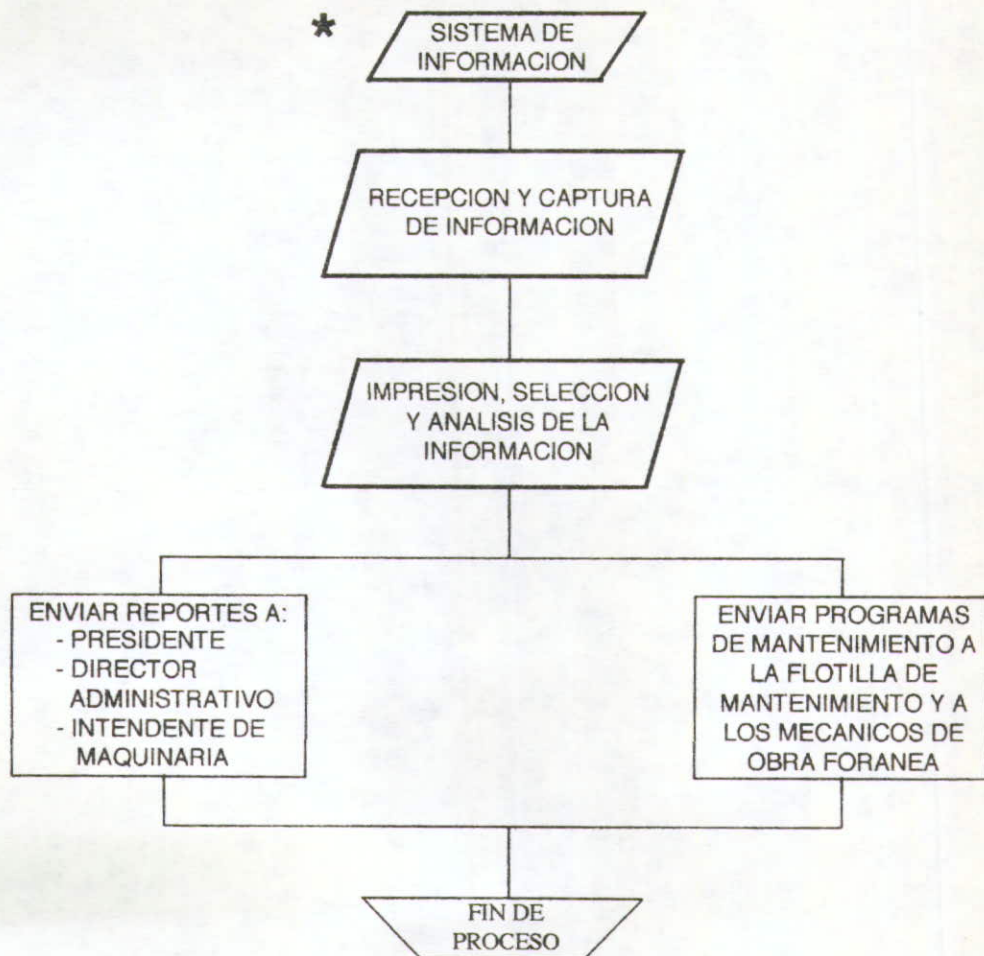 *
SISTEMA DE
INFORMACION
RECEPCION Y CAPTURA
DE INFORMACION
IMPRESION, SELECCION
Y ANALISIS DE LA
INFORMACION
ENVIAR REPORTES A:
- PRESIDENTE
- DIRECTOR
ADMINISTRATIVO
- INTENDENTE DE
MAQUINARIA
ENVIAR PROGRAMAS
DE MANTENIMIENTO A
LA FLOTILLA DE
MANTENIMIENTO Y A
LOS MECANICOS DE
OBRA FORANEA
FIN DE
PROCESO